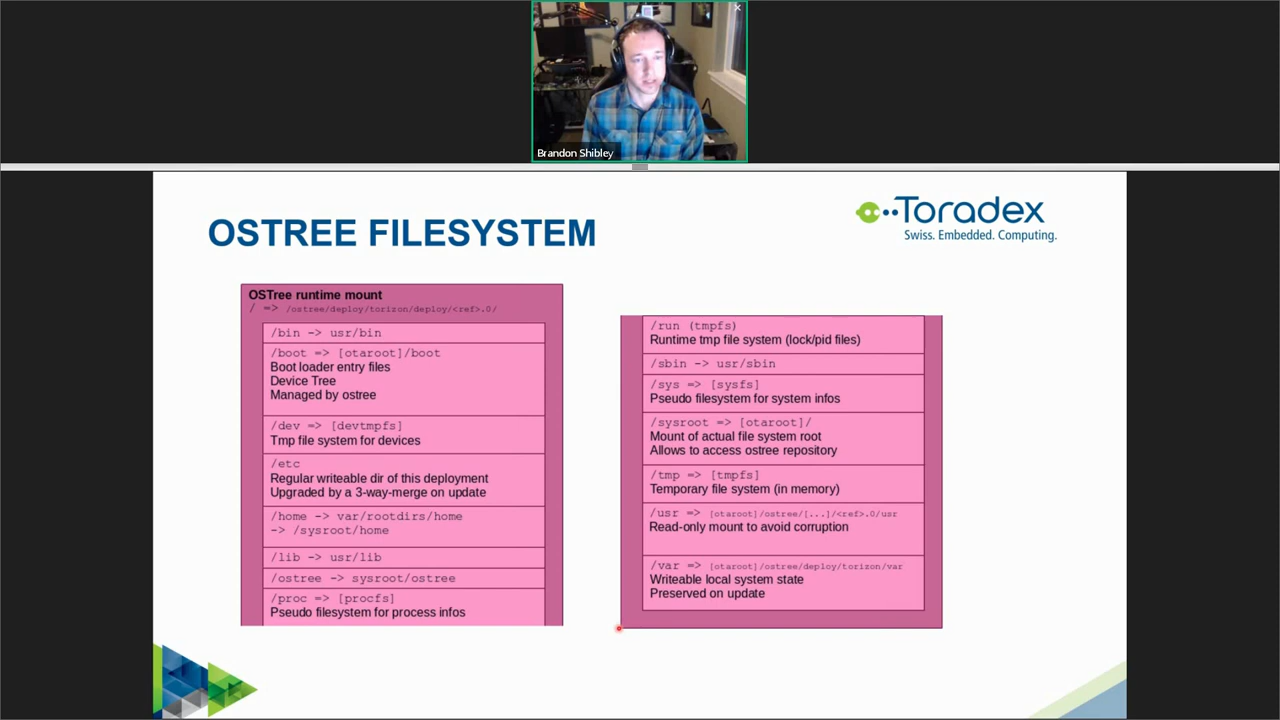 Brandon Shibley
OSTREE FILESYSTEM
Toradex
Swiss. Embedded. Computing.
OSTree runtime mount
/ => /ostree/deploy/torizon/deploy/<ref>.0/
/bin -> usr/bin
/boot => [otaroot]/boot
Boot loader entry files
Device Tree
Managed by ostree
/dev => [devtmpfs]
Tmp file system for devices
/etc
Regular writeable dir of this deployment
Upgraded by a 3-way-merge on update
/home -> var/rootdirs/home
-> /sysroot/home
/lib -> usr/lib
/ostree -> sysroot/ostree
/proc => [procfs]
Pseudo filesystem for process infos
/run (tmpfs)
Runtime tmp file system (lock/pid files)
/sbin -> usr/sbin
/sys => [sysfs]
Pseudo filesystem for system infos
/sysroot => [otaroot]/
Mount of actual file system root
Allows to access ostree repository
/tmp => [tmpfs]
Temporary file system (in memory)
/usr => [otaroot]/ostree/[...]/<ref>.0/usr
Read-only mount to avoid corruption
/var => [otaroot]/ostree/deploy/torizon/var
Writeable local system state
Preserved on update